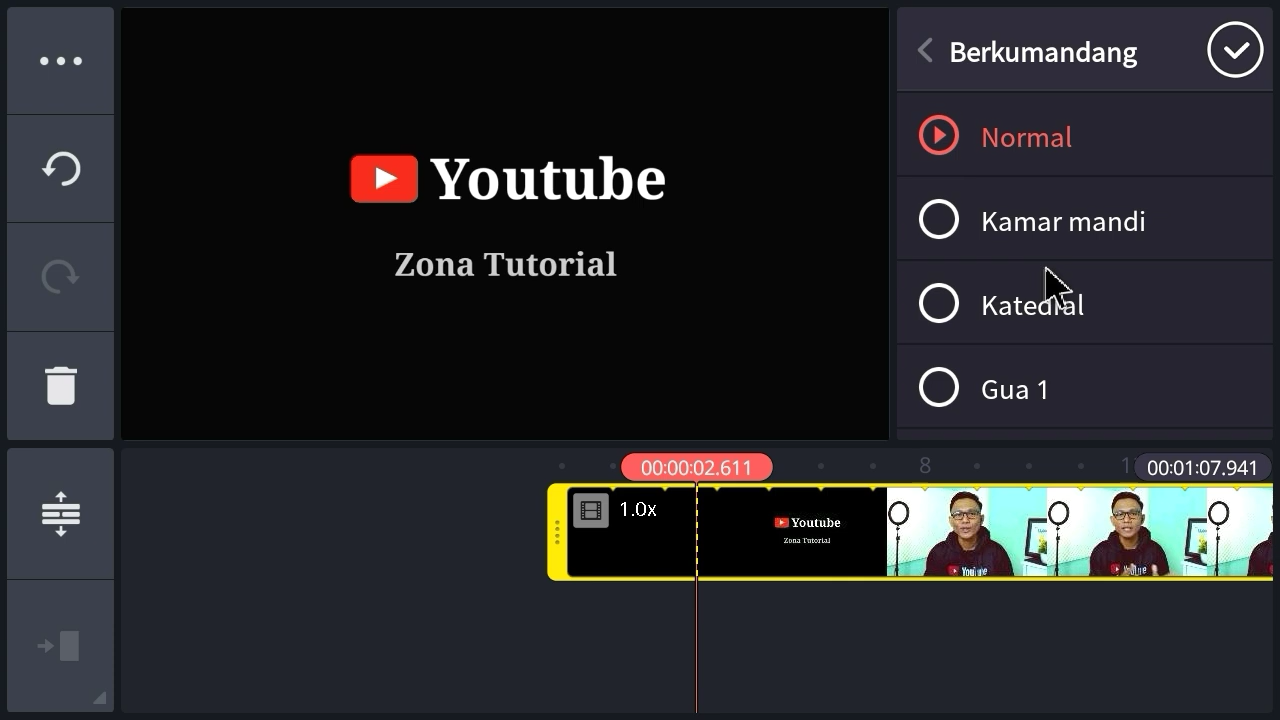 Berkumandang
Normal
Kamar mandi
Katedral
Gua 1
Youtube
Zona Tutorial
00:00:02.611
8
00:01:07.941
1.0x
Youtube
Zona Tutorial